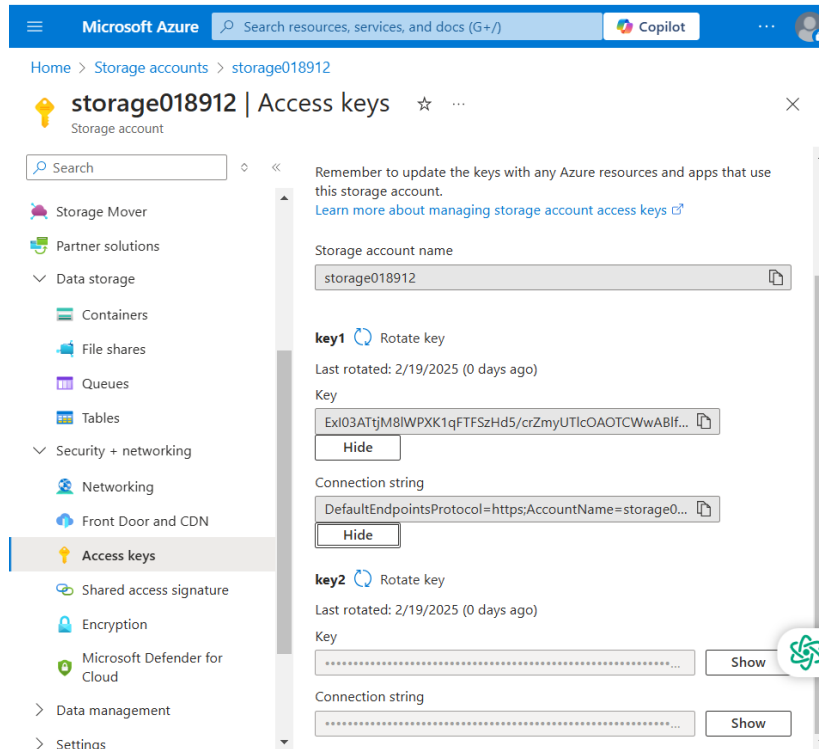 Microsoft Azure
Search resources, services, and docs (G+/)
Copilot
...
Home > Storage accounts > storage018912
storage018912 | Access keys
...
Storage account
Search
Storage Mover
Partner solutions
Data storage
Containers
File shares
Queues
Tables
Security + networking
Networking
Front Door and CDN
Access keys
Shared access signature
Encryption
Microsoft Defender for
Cloud
Data management
Settings
Remember to update the keys with any Azure resources and apps that use
this storage account.
Learn more about managing storage account access keys
Storage account name
storage018912
key1 Rotate key
Last rotated: 2/19/2025 (0 days ago)
Key
Hide
Connection string
DefaultEndpointsProtocol=https;AccountName=storage0...
Hide
key2 Rotate key
Last rotated: 2/19/2025 (0 days ago)
Key
Show
Connection string
Show